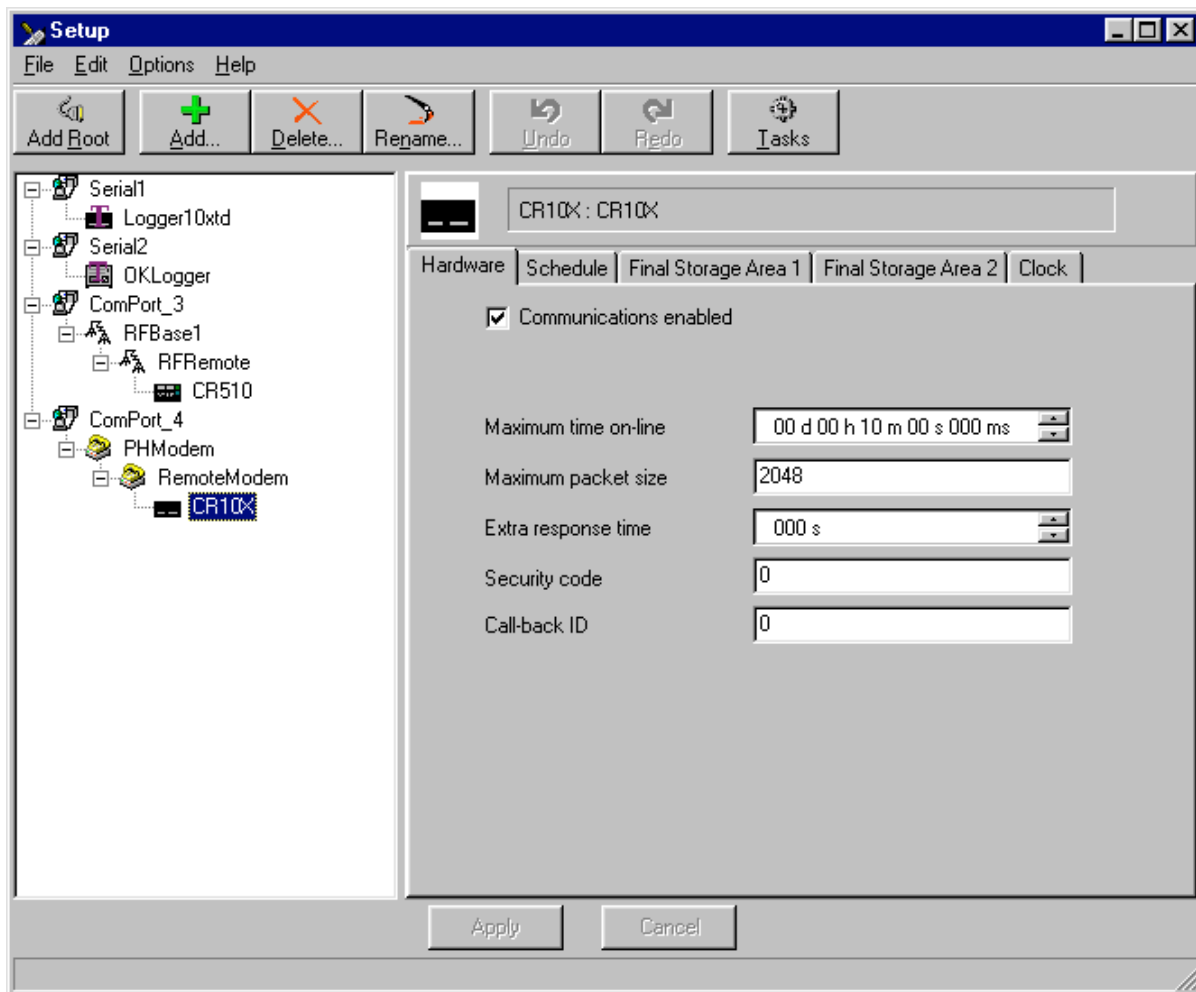 Setup
File Edit Options Help
Add Root Add... Delete... Rename... Undo Redo Tasks
Serial1
Logger10xtd
Serial2
OKLogger
ComPort_3
RFBase1
RFRemote
CR510
ComPort_4
PHModem
RemoteModem
CR10X
CR10X : CR10X
Hardware Schedule Final Storage Area 1 Final Storage Area 2 Clock
Communications enabled
Maximum time on-line 00 d 00 h 10 m 00 s 000 ms
Maximum packet size 2048
Extra response time 000 s
Security code 0
Call-back ID 0
Apply Cancel